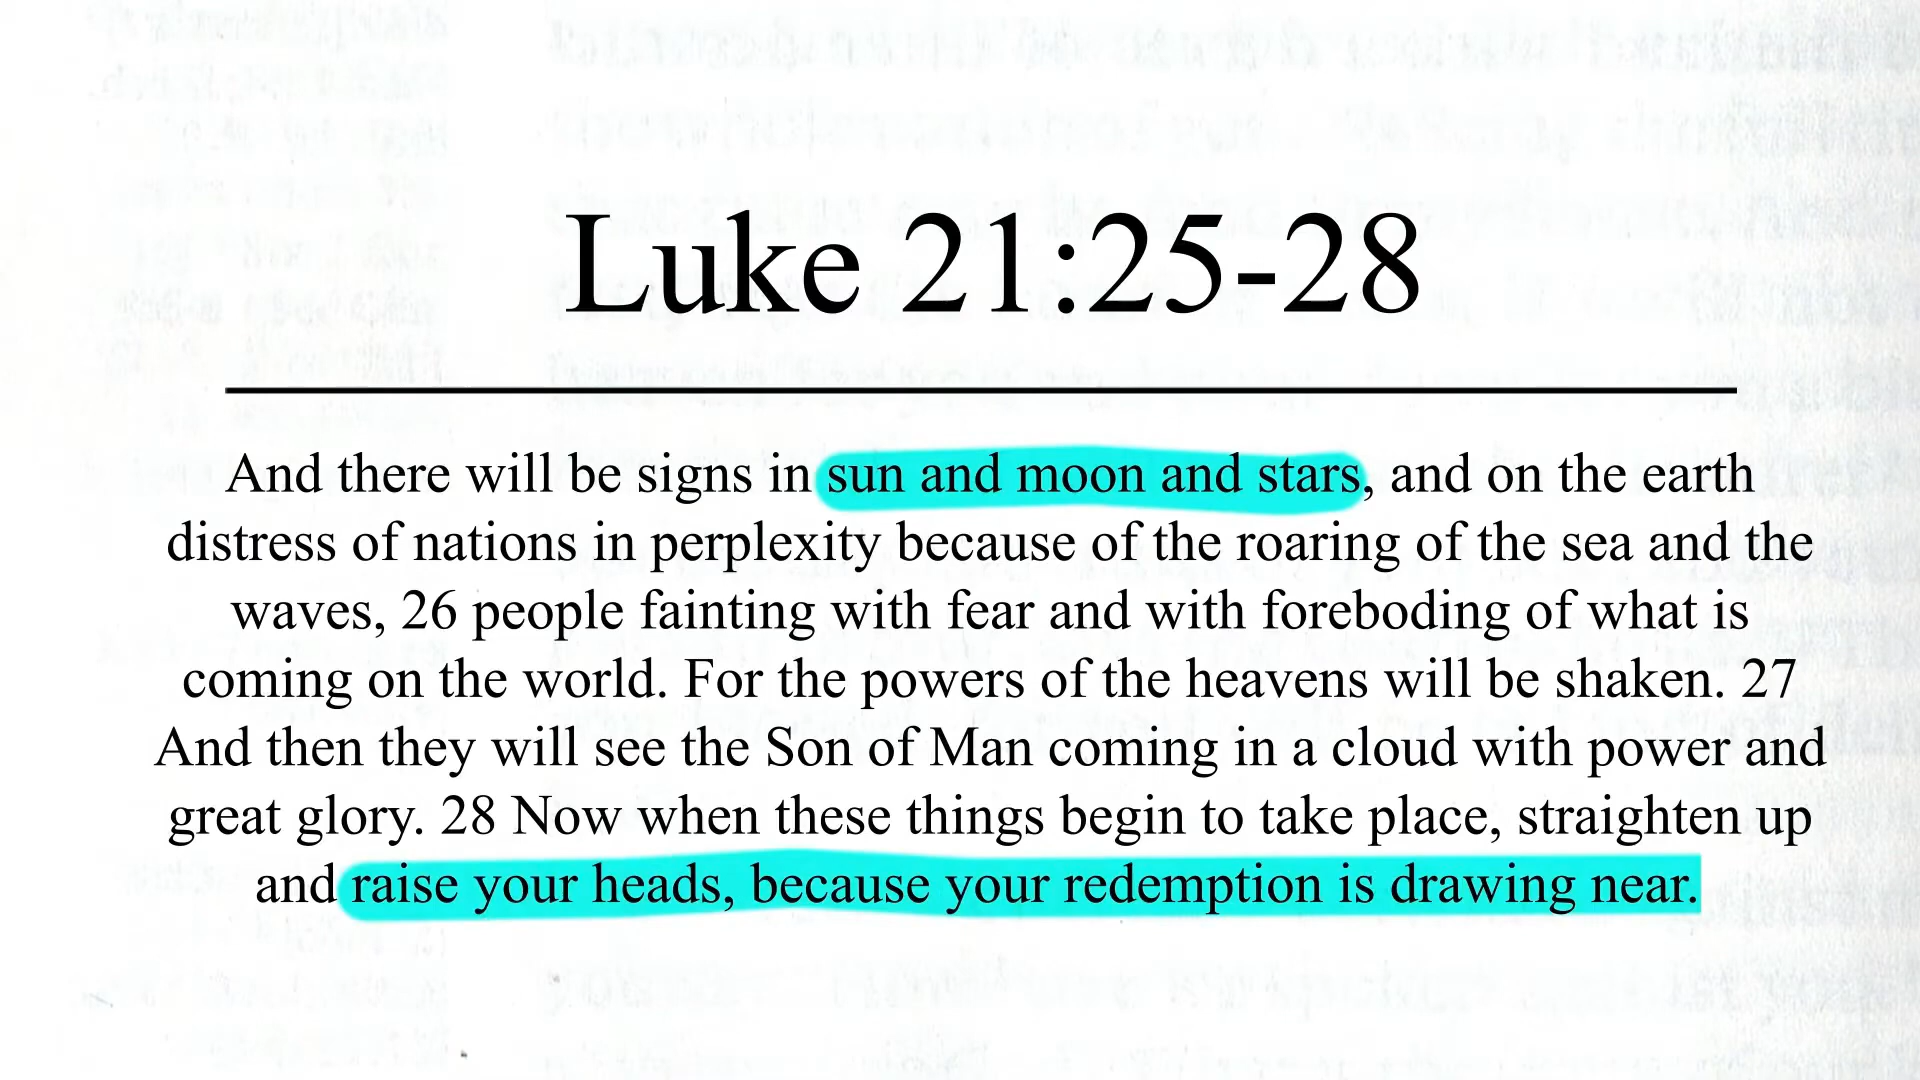 Luke 21:25-28
And there will be signs in sun and moon and stars, and on the earth
distress of nations in perplexity because of the roaring of the sea and the
waves, 26 people fainting with fear and with foreboding of what is
coming on the world. For the powers of the heavens will be shaken. 27
And then they will see the Son of Man coming in a cloud with power and
great glory. 28 Now when these things begin to take place, straighten up
and raise your heads, because your redemption is drawing near.